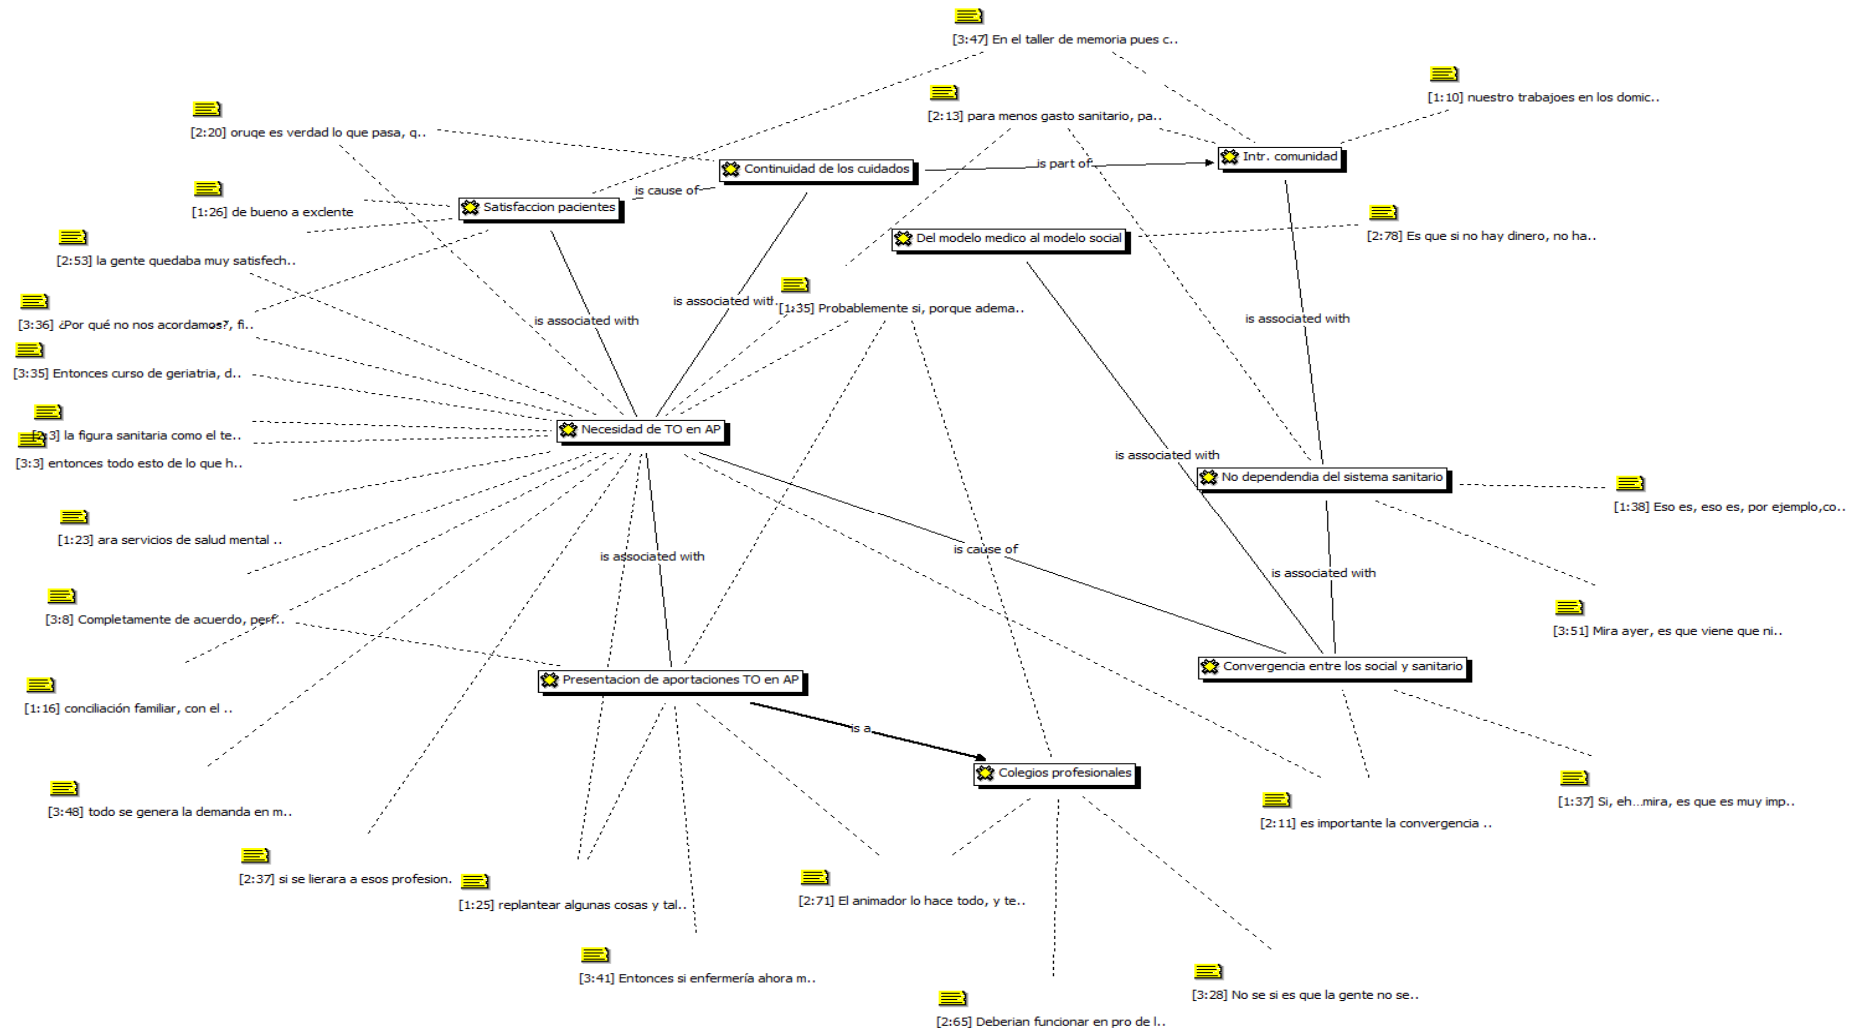 [3:47] En el taller de memoria pues c..
[1:10] nuestro trabajoes en los domic..
[2:13] para menos gasto sanitario, pa..
[2:20] oruqe es verdad lo que pasa, q..
Intr. comunidad
is part of
Continuidad de los cuidados
is cause of
Satisfaccion pacientes
[1:26] de bueno a exclente
[2:78] Es que si no hay dinero, no ha..
Del modelo medico al modelo social
[2:53] la gente quedaba muy satisfech..
is associated with
[1:35] Probablemente si, porque adema..
is associated with
is associated with
[3:36] ¿Por qué no nos acordamos?, fi..
[3:35] Entonces curso de geriatria, d..
Necesidad de TO en AP
[2:3] la figura sanitaria como el te..
is associated with
[3:3] entonces todo esto de lo que h..
No dependendia del sistema sanitario
[1:38] Eso es, eso es, por ejemplo,co..
[1:23] ara servicios de salud mental ..
is cause of
is associated with
is associated with
[3:8] Completamente de acuerdo, perf..
[3:51] Mira ayer, es que viene que ni..
Convergencia entre los social y sanitario
Presentacion de aportaciones TO en AP
[1:16] conciliación familiar, con el ..
is a
Colegios profesionales
[1:37] Si, eh...mira, es que es muy imp..
[3:48] todo se genera la demanda en m..
[2:11] es importante la convergencia ..
[2:37] si se lierara a esos profesion.
[1:25] replantear algunas cosas y tal..
[2:71] El animador lo hace todo, y te..
[3:41] Entonces si enfermería ahora m..
[3:28] No se si es que la gente no se..
[2:65] Deberian funcionar en pro de l..